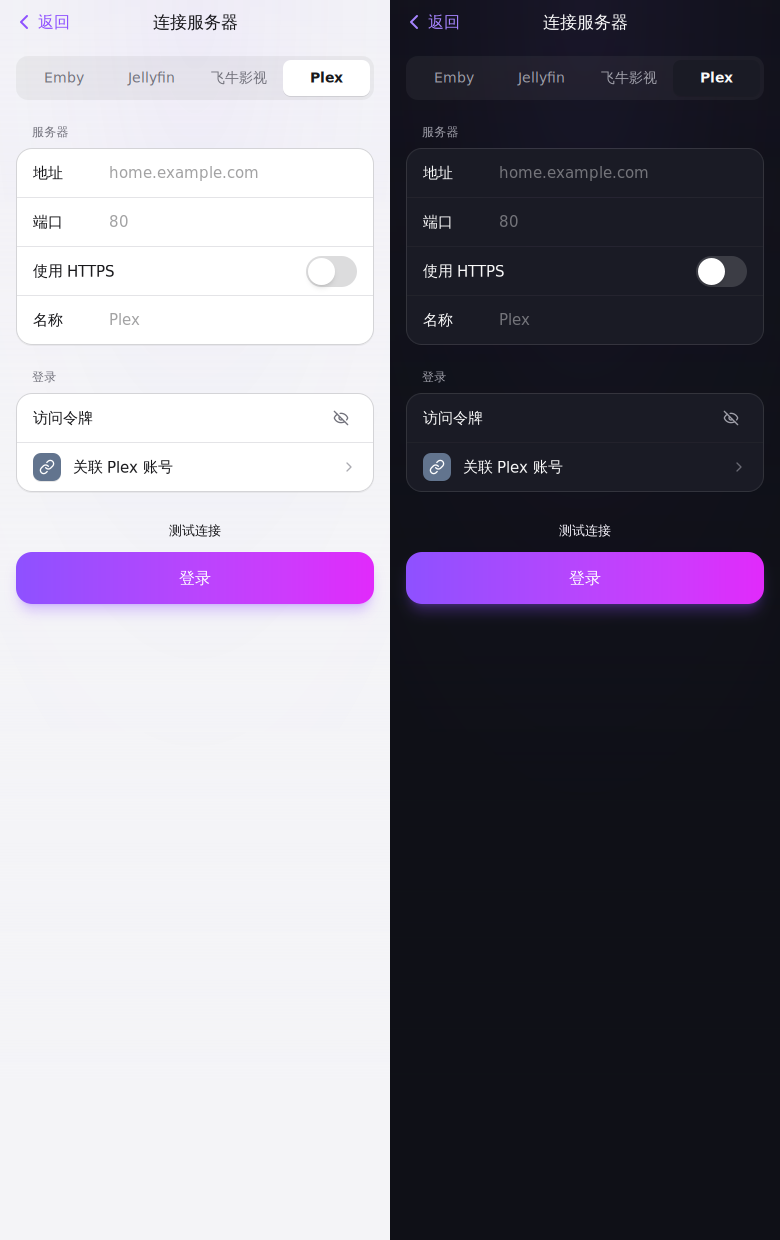 返回
连接服务器
Emby Jellyfin 飞牛影视 Plex
服务器
地址 home.example.com
端口 80
使用 HTTPS
名称 Plex
登录
访问令牌
关联 Plex 账号
测试连接
登录
返回
连接服务器
Emby Jellyfin 飞牛影视 Plex
服务器
地址 home.example.com
端口 80
使用 HTTPS
名称 Plex
登录
访问令牌
关联 Plex 账号
测试连接
登录